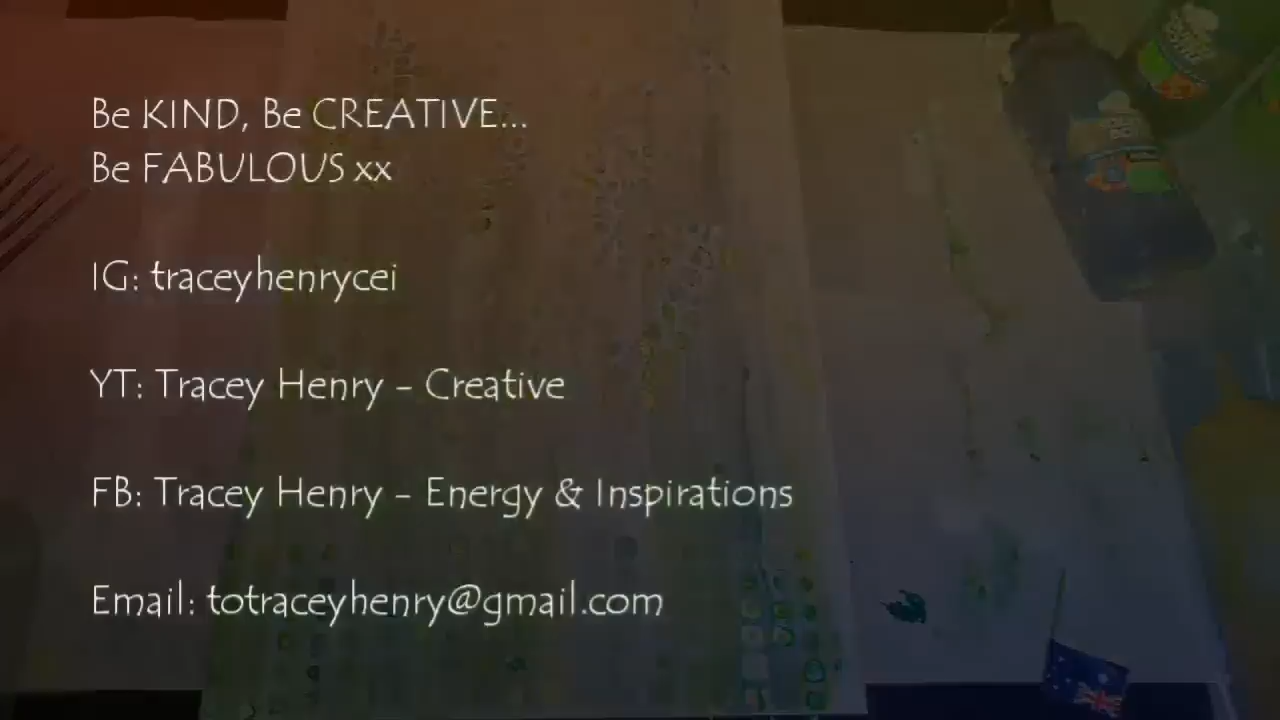 Be KIND, Be CREATIVE...
Be FABULOUS xx
IG: traceyhenrycei
YT: Tracey Henry - Creative
FB: Tracey Henry - Energy & Inspirations
Email: totraceyhenry@gmail.com